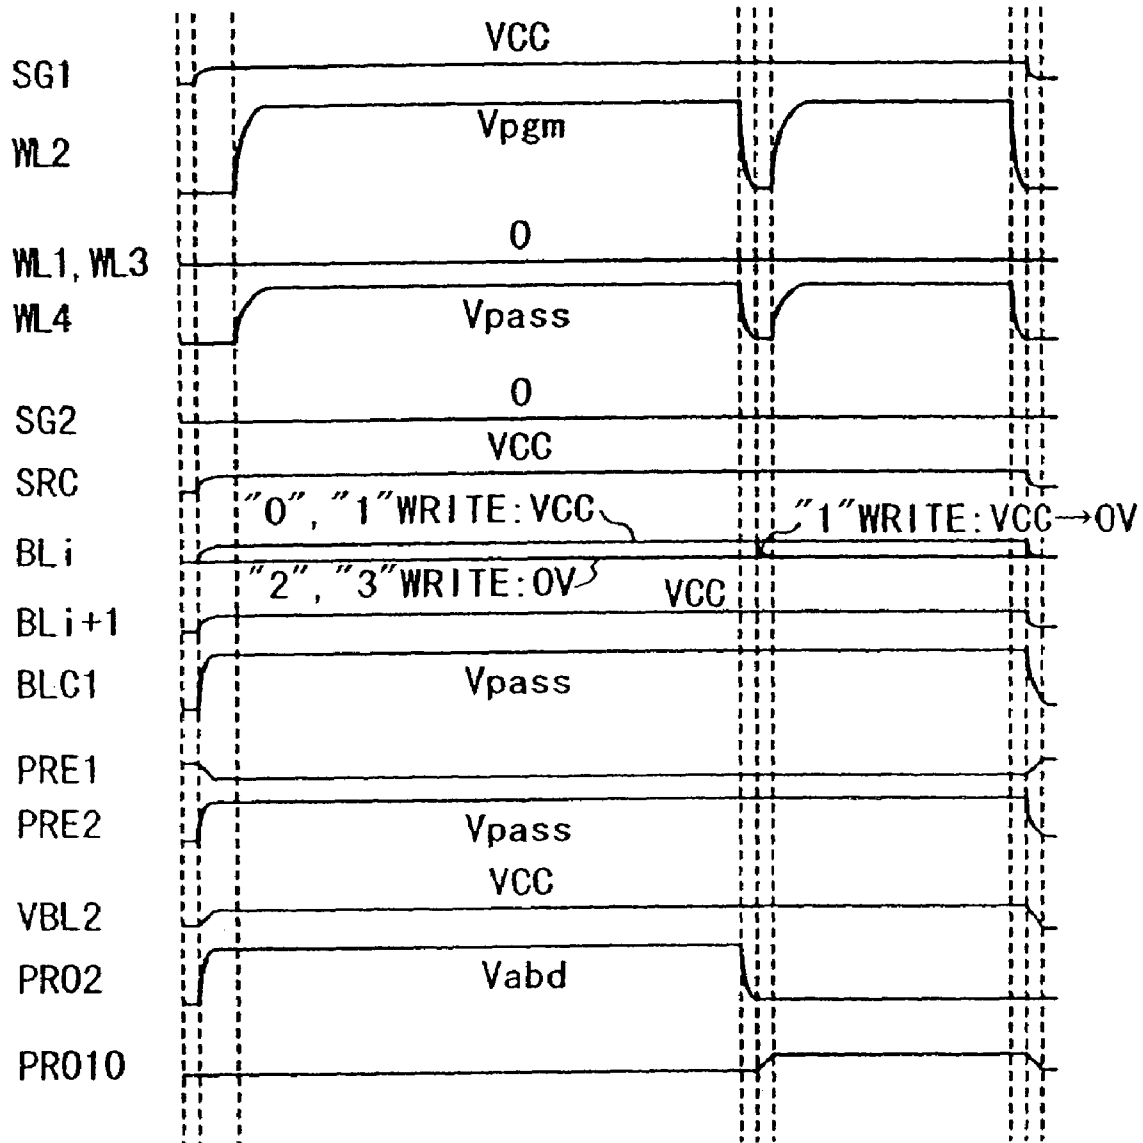 VCC
SG1
Vpgm
WL2
0
WL1, WL3
WL4
Vpass
0
SG2
VCC
SRC
"0", "1"WRITE:VCC
"1"WRITE:VCC→0V
BLi
"2", "3"WRITE:0V
VCC
BLi+1
BLC1
Vpass
PRE1
PRE2
Vpass
VCC
VBL2
PRO2
Vabd
PRO10